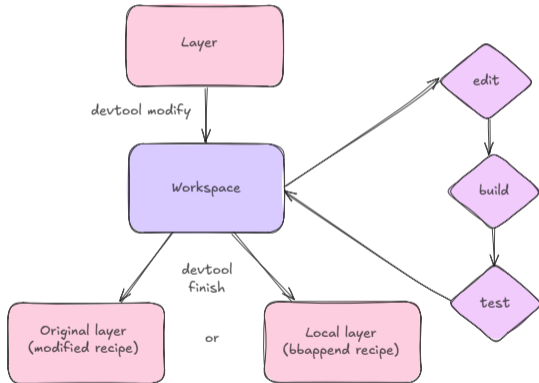 Layer
edit
devtool modify
Workspace
build
devtool
finish
test
Original layer
(modified recipe)
or
Local layer
(bbappend recipe)